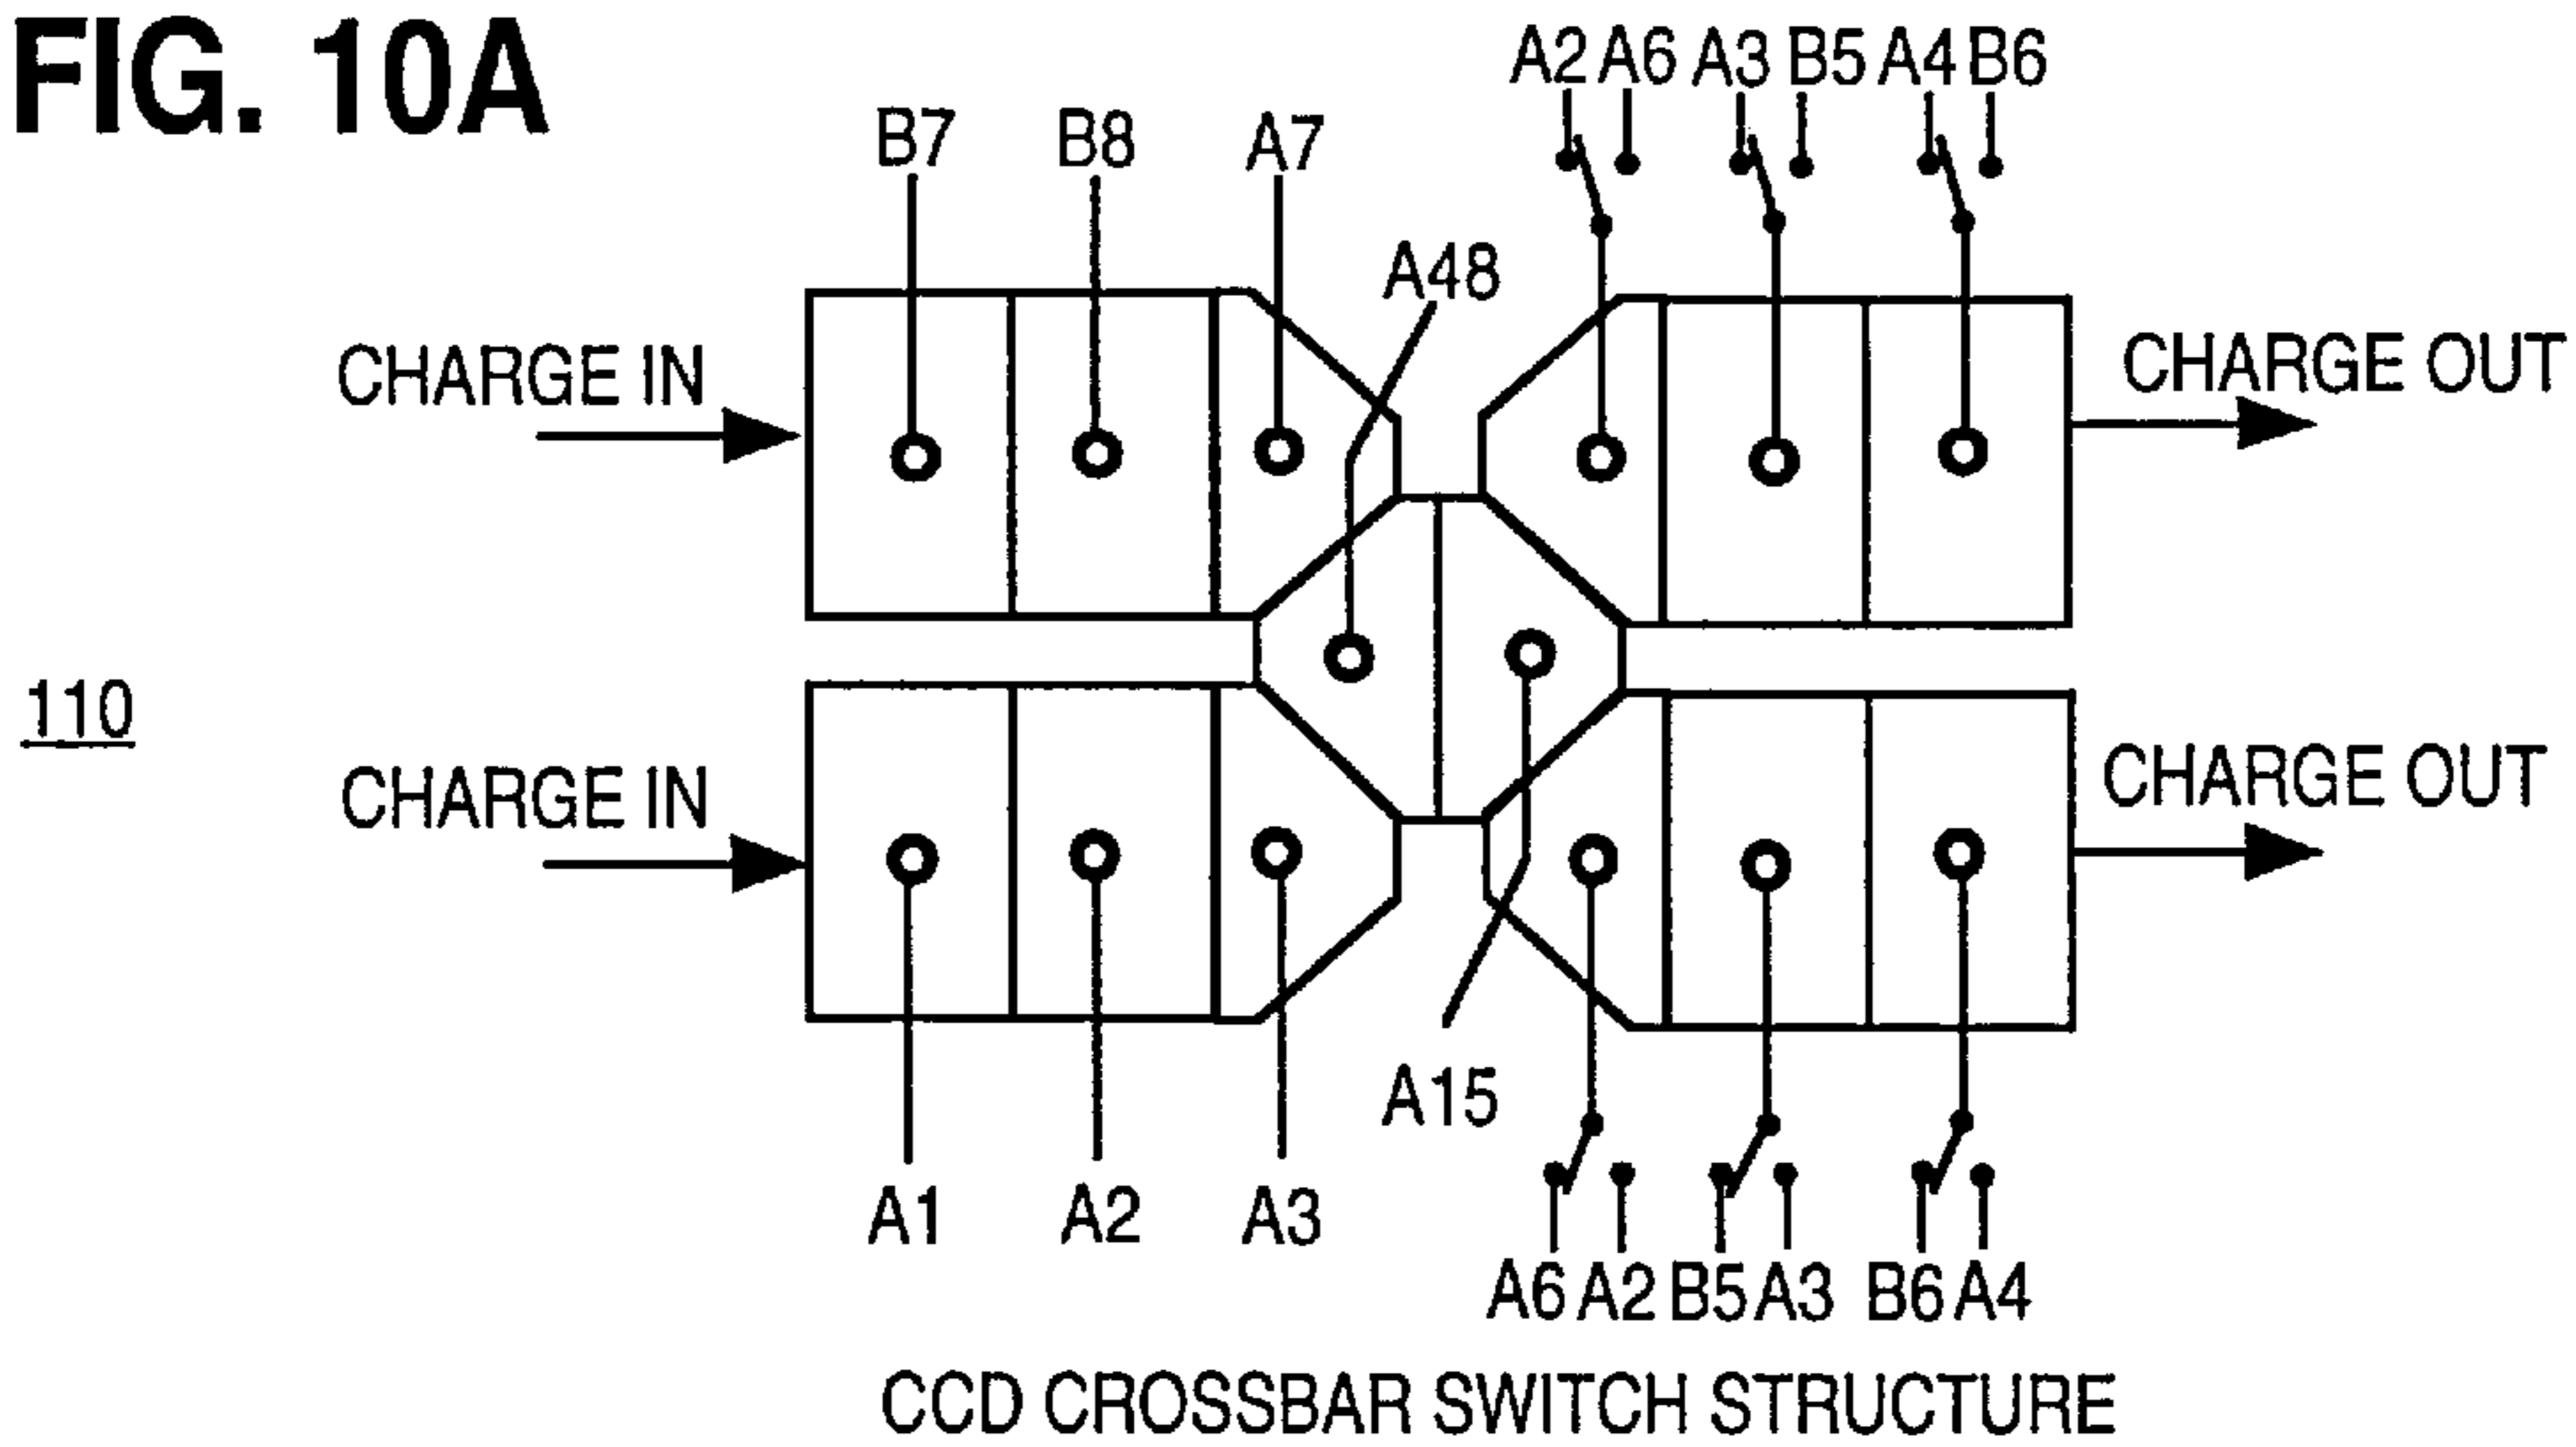 FIG. 10A
A2 A6 A3 B5 A4 B6
B7 B8 A7
A48
CHARGE IN
CHARGE OUT
110
CHARGE IN
CHARGE OUT
A15
A1 A2 A3
A6 A2 B5 A3 B6 A4
CCD CROSSBAR SWITCH STRUCTURE